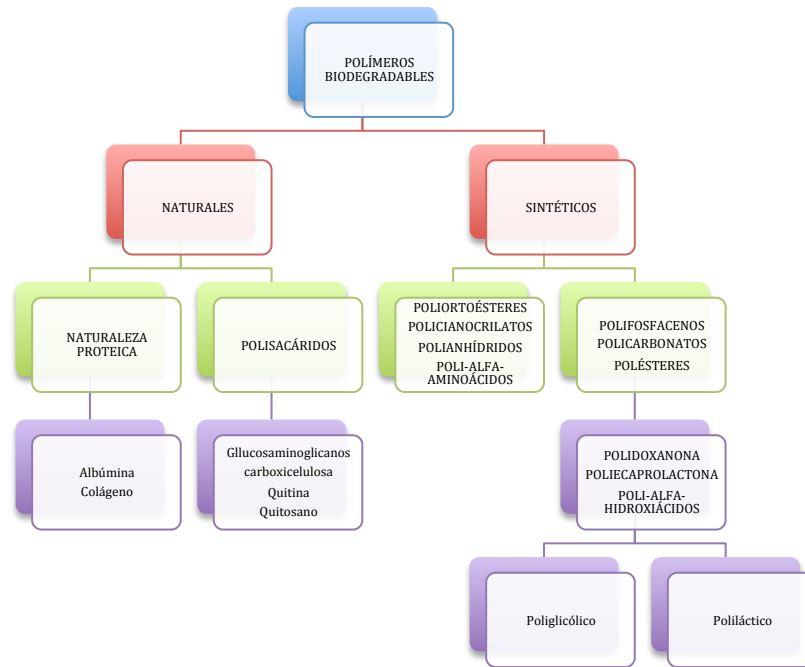 POLÍMEROS
BIODEGRADABLES
NATURALES
SINTÉTICOS
NATURALEZA
PROTEICA
POLISACÁRIDOS
POLIORTOÉSTERES
POLICIANOCRILATOS
POLIANHÍDRIDOS
POLI-ALFA-
AMINOÁCIDOS
POLIFOSFACENOS
POLICARBONATOS
POLÉSTERES
Albúmina
Colágeno
Gllucosaminoglicanos
carboxicelulosa
Quitina
Quitosano
POLIDOXANONA
POLIECAPROLACTONA
POLI-ALFA-
HIDROXIÁCIDOS
Poliglicólico
Poliláctico